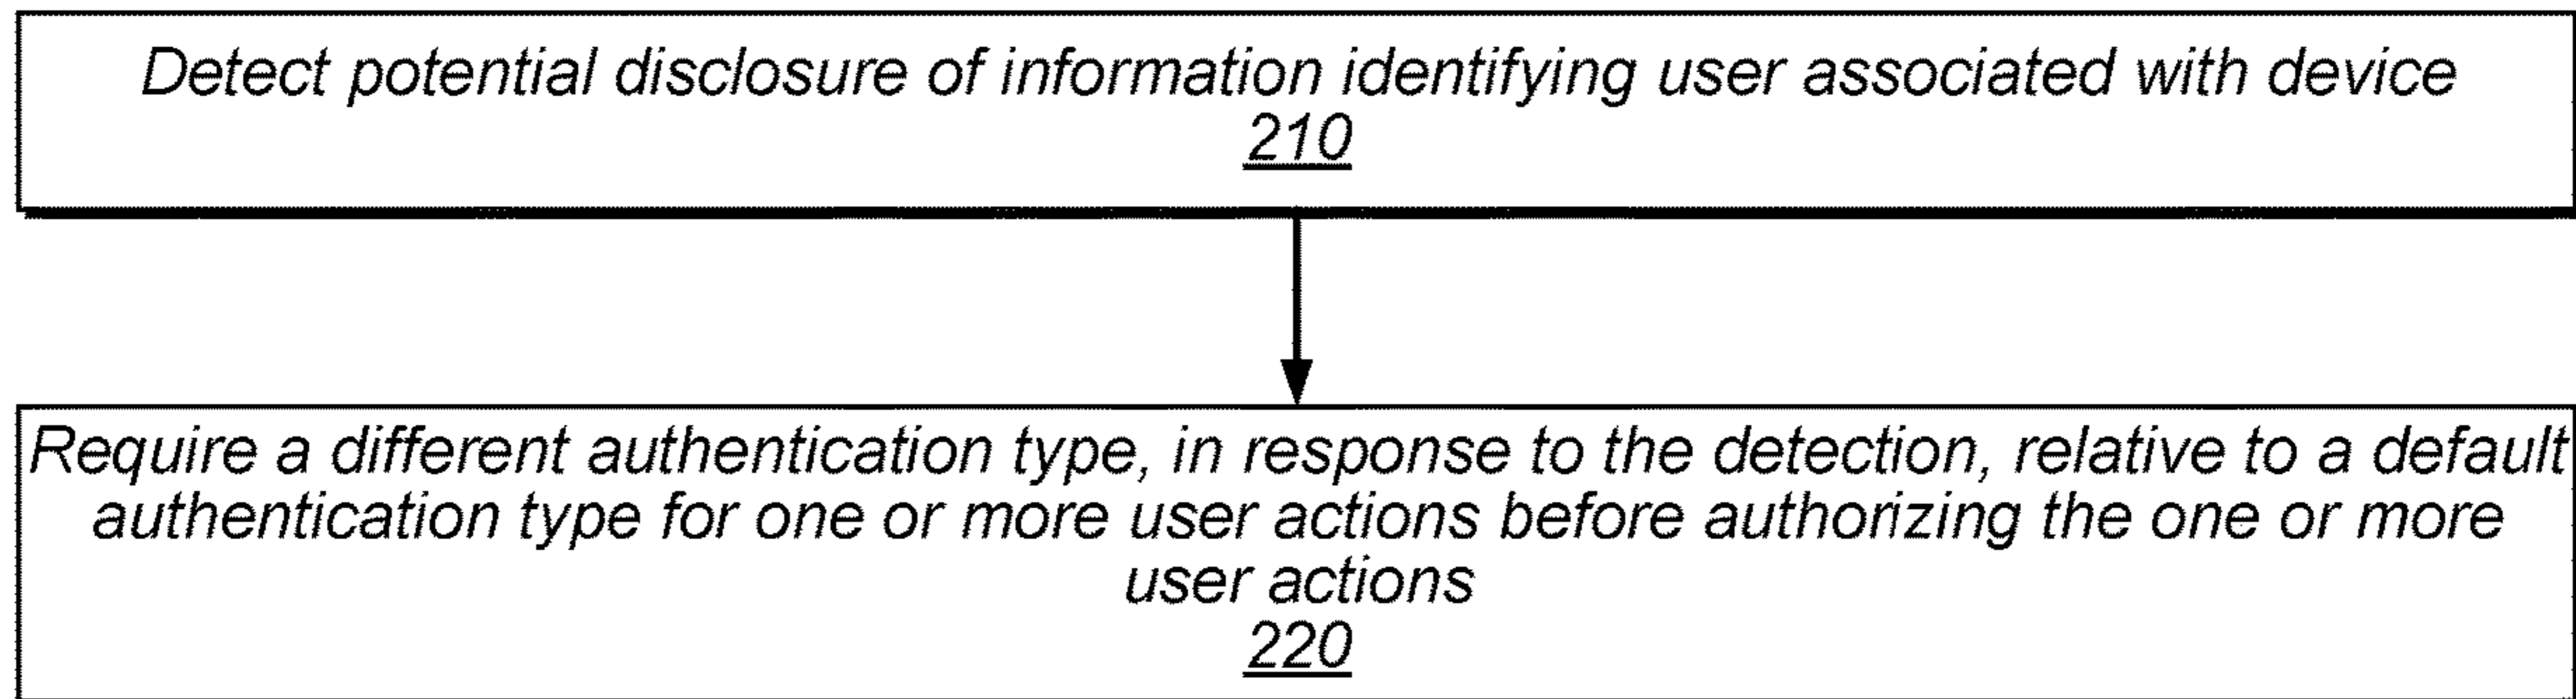 Detect potential disclosure of information identifying user associated with device
210
Require a different authentication type, in response to the detection, relative to a default
authentication type for one or more user actions before authorizing the one or more
user actions
220